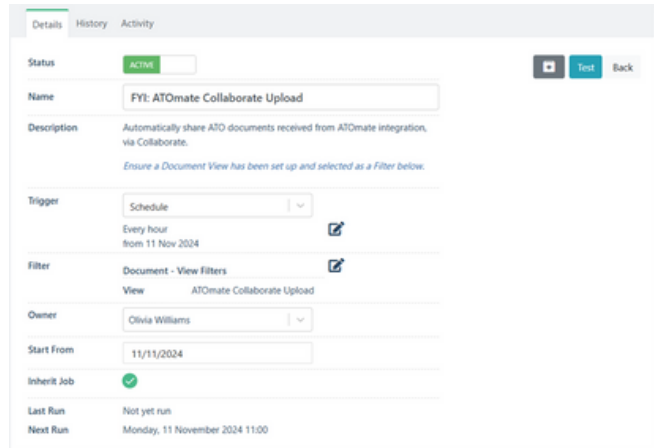 Details History Activity
Status ACTIVE Test Back
Name FYI: ATOmate Collaborate Upload
Description Automatically share ATO documents received from ATOmate integration,
via Collaborate.
Ensure a Document View has been set up and selected as a Filter below.
Trigger Schedule
Every hour
from 11 Nov 2024
Filter Document - View Filters
View ATOmate Collaborate Upload
Owner Olivia Williams
Start From 11/11/2024
Inherit Job
Last Run Not yet run
Next Run Monday, 11 November 2024 11:00